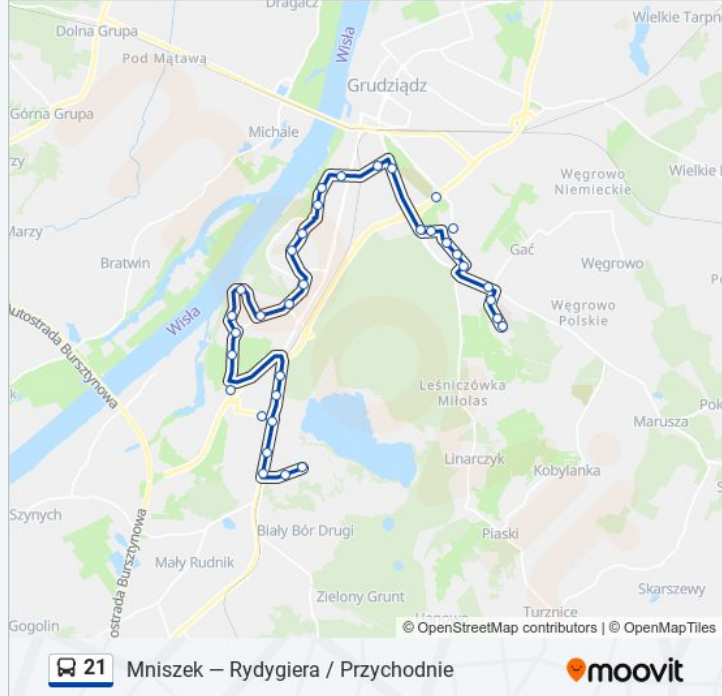 Dragacz
Wielkie Tarpno
Dolna Grupa
Wisła
Pod Mątawą
Grudziądz
Górna Grupa
Michale
Węgrowo
Niemieckie
Wielkie
Marzy
Gać
Bratwin
Węgrowo
Węgrowo
Polskie
Wisła
Autostrada Bursztynowa
Leśniczówka
Miłolas
Marusza
Linarczyk
Kobylanka
Szynych
Biały Bór Drugi
Piaski
Mały Rudnik
Skarszewy
Zielony Grunt
ostrada Bursztynowa
Turznice
Gogolin
© OpenStreetMap contributors | © OpenMapTiles
21 Mniszek — Rydygiera / Przychodnie
moovit